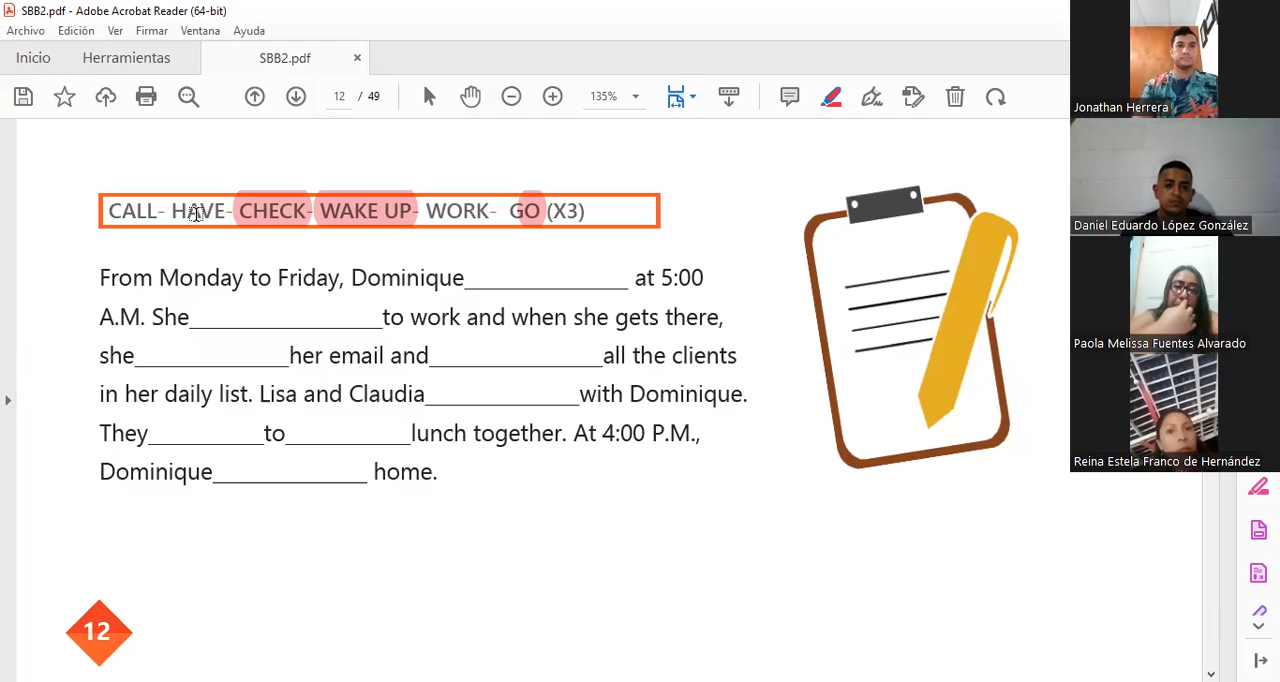 SBB2.pdf - Adobe Acrobat Reader (64-bit)
Archivo Edición Ver Firmar Ventana Ayuda
Inicio Herramientas SBB2.pdf ×
12 / 49 135%
CALL- HAVE- CHECK- WAKE UP- WORK- GO (X3)
From Monday to Friday, Dominique______________ at 5:00
A.M. She_________________to work and when she gets there,
she______________her email and_______________all the clients
in her daily list. Lisa and Claudia______________with Dominique.
They__________to___________lunch together. At 4:00 P.M.,
Dominique______________ home.
12
Jonathan Herrera
Daniel Eduardo López González
Paola Melissa Fuentes Alvarado
Reina Estela Franco de Hernández